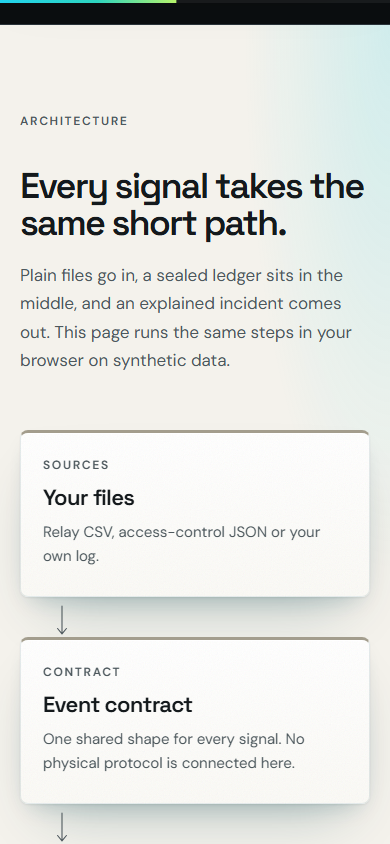 ARCHITECTURE
Every signal takes the
same short path.
Plain files go in, a sealed ledger sits in the
middle, and an explained incident comes
out. This page runs the same steps in your
browser on synthetic data.
SOURCES
Your files
Relay CSV, access-control JSON or your
own log.
CONTRACT
Event contract
One shared shape for every signal. No
physical protocol is connected here.